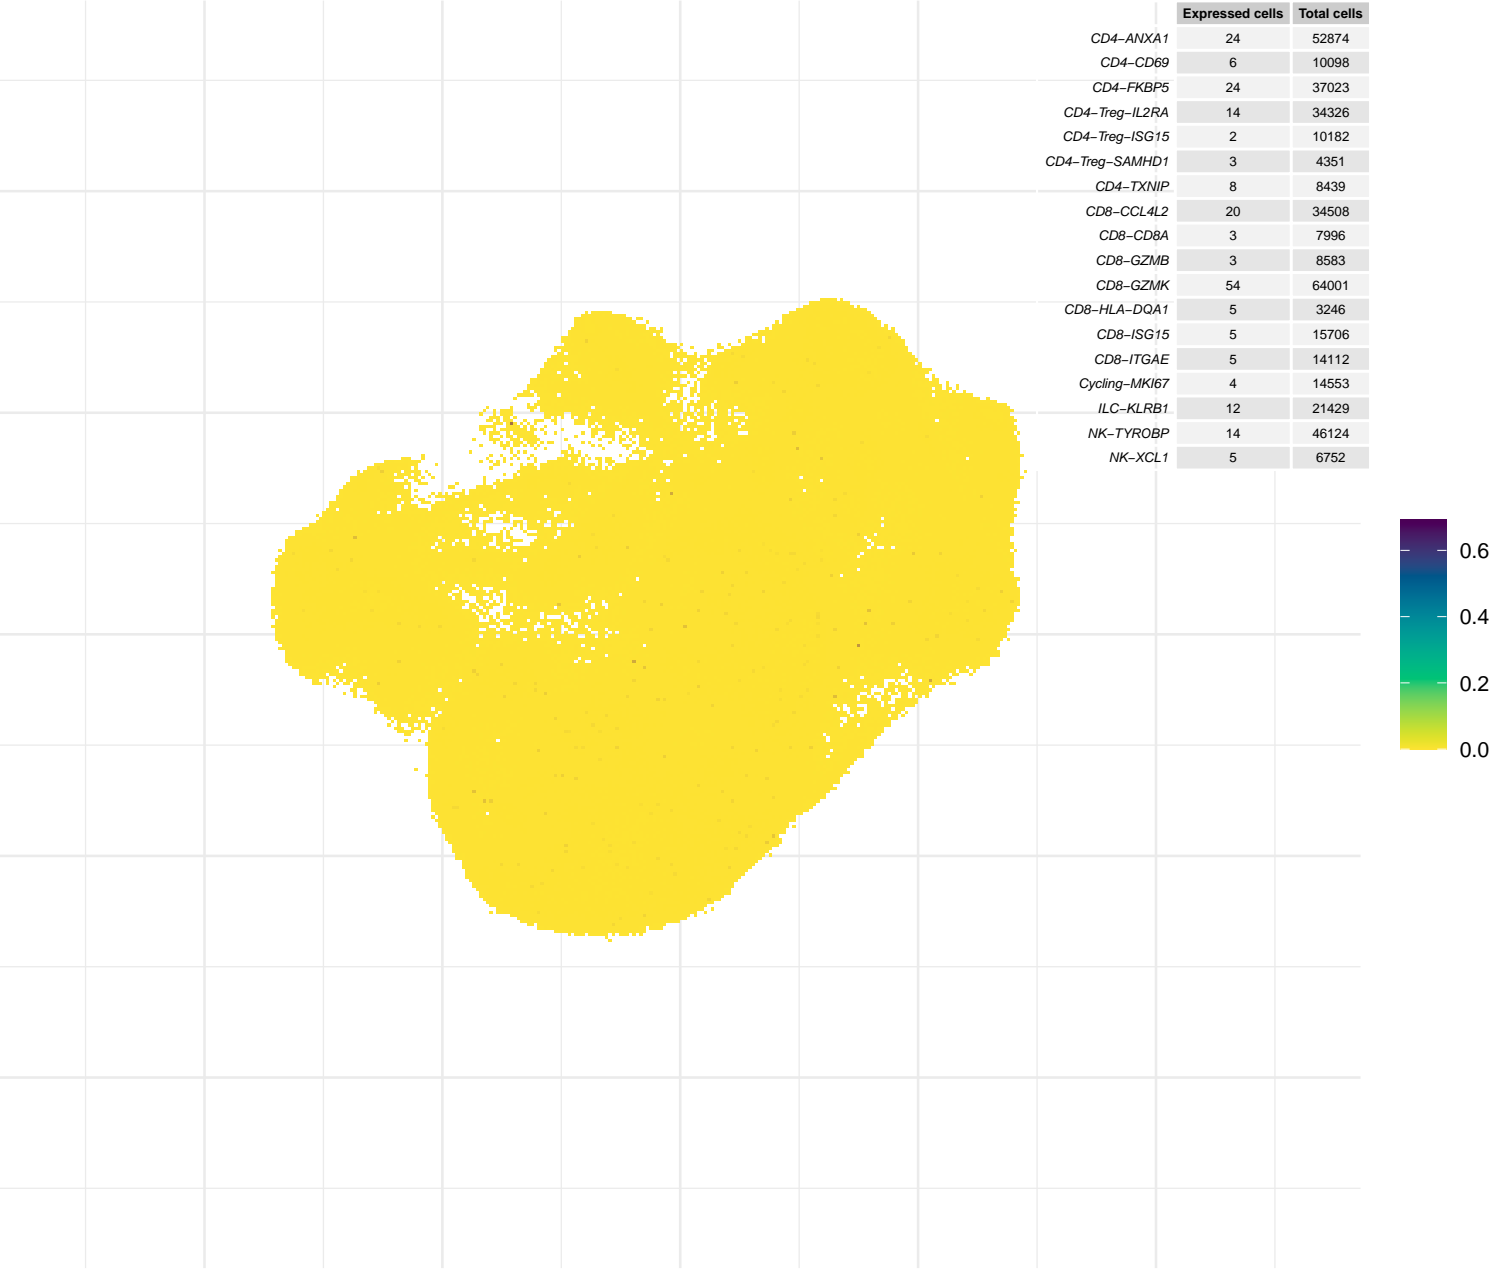 Expressed cells Total cells
CD4−ANXA1 24 52874
CD4−CD69 6 10098
CD4−FKBP5 24 37023
CD4−Treg−IL2RA 14 34326
CD4−Treg−ISG15 2 10182
CD4−Treg−SAMHD1 3 4351
CD4−TXNIP 8 8439
CD8−CCL4L2 20 34508
CD8−CD8A 3 7996
CD8−GZMB 3 8583
CD8−GZMK 54 64001
CD8−HLA−DQA1 5 3246
CD8−ISG15 5 15706
CD8−ITGAE 5 14112
Cycling−MKI67 4 14553
ILC−KLRB1 12 21429
NK−TYROBP 14 46124
NK−XCL1 5 6752
0.6
0.4
0.2
0.0